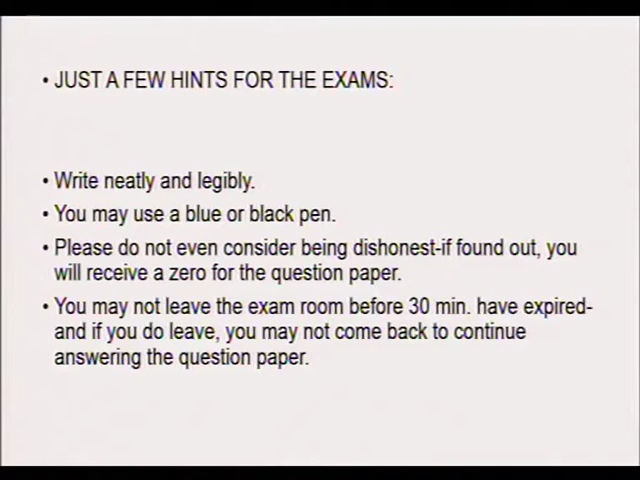 • JUST A FEW HINTS FOR THE EXAMS:
• Write neatly and legibly.
• You may use a blue or black pen.
• Please do not even consider being dishonest-if found out, you
will receive a zero for the question paper.
• You may not leave the exam room before 30 min. have expired-
and if you do leave, you may not come back to continue
answering the question paper.